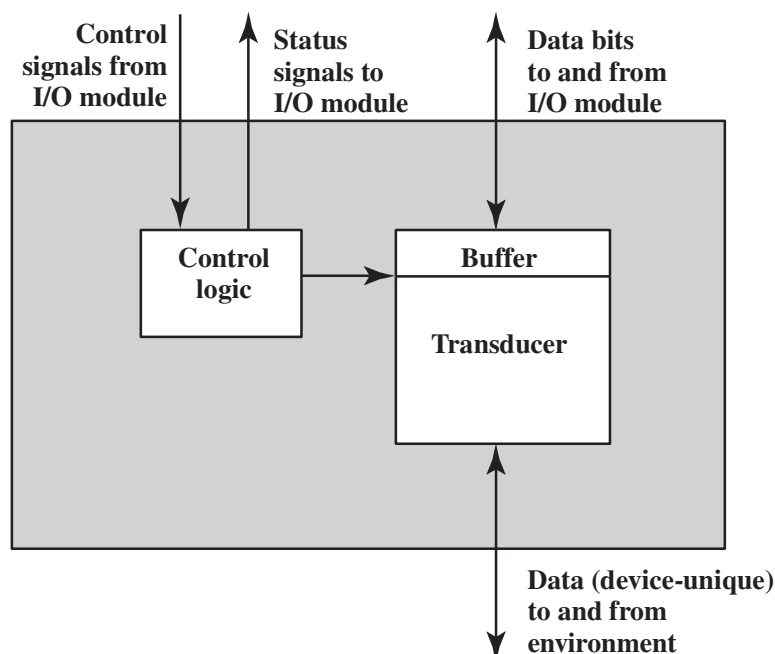 Control
signals from
I/O module
Status
signals to
I/O module
Data bits
to and from
I/O module
Control
logic
Buffer
Transducer
Data (device-unique)
to and from
environment